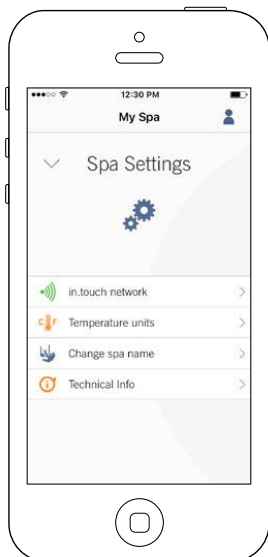 12:30 PM
My Spa
Spa Settings
in.touch network
C F Temperature units
Change spa name
i Technical Info